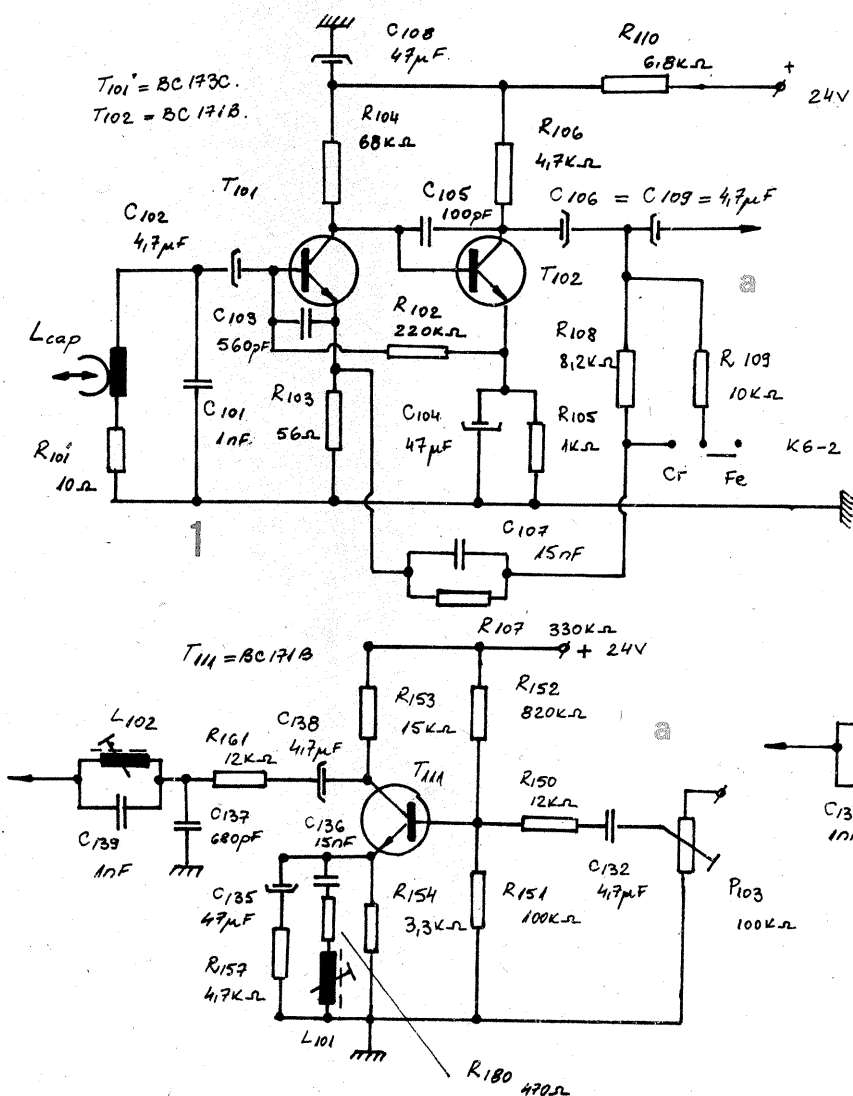 C108
47µF.
R110
6,8KΩ
+
24V
T101 = BC173C.
T102 = BC171B.
R104
68KΩ
R106
4,7KΩ
T101
C105
100pF
C106 = C109 = 4,7µF
C102
4,7µF
T102
a
C103
560pF
R102
220KΩ
R108
8,2KΩ
R109
10KΩ
Lcap
C101
1nF.
R103
56Ω
C104
47µF
R105
1KΩ
K6-2
Cr
Fe
R101
10Ω
1
C107
15nF
R107 330KΩ
T111 = BC171B
+ 24V
L102
R153
15KΩ
R152
820KΩ
a
R161
12KΩ
C138
4,7µF
T111
R150
12KΩ
C139
1nF
C137
680pF
C136
15nF
C132
4,7µF
P103
100KΩ
C13
1n
C135
47µF
R154
3,3KΩ
R151
100KΩ
R157
4,7KΩ
L101
R180
470Ω